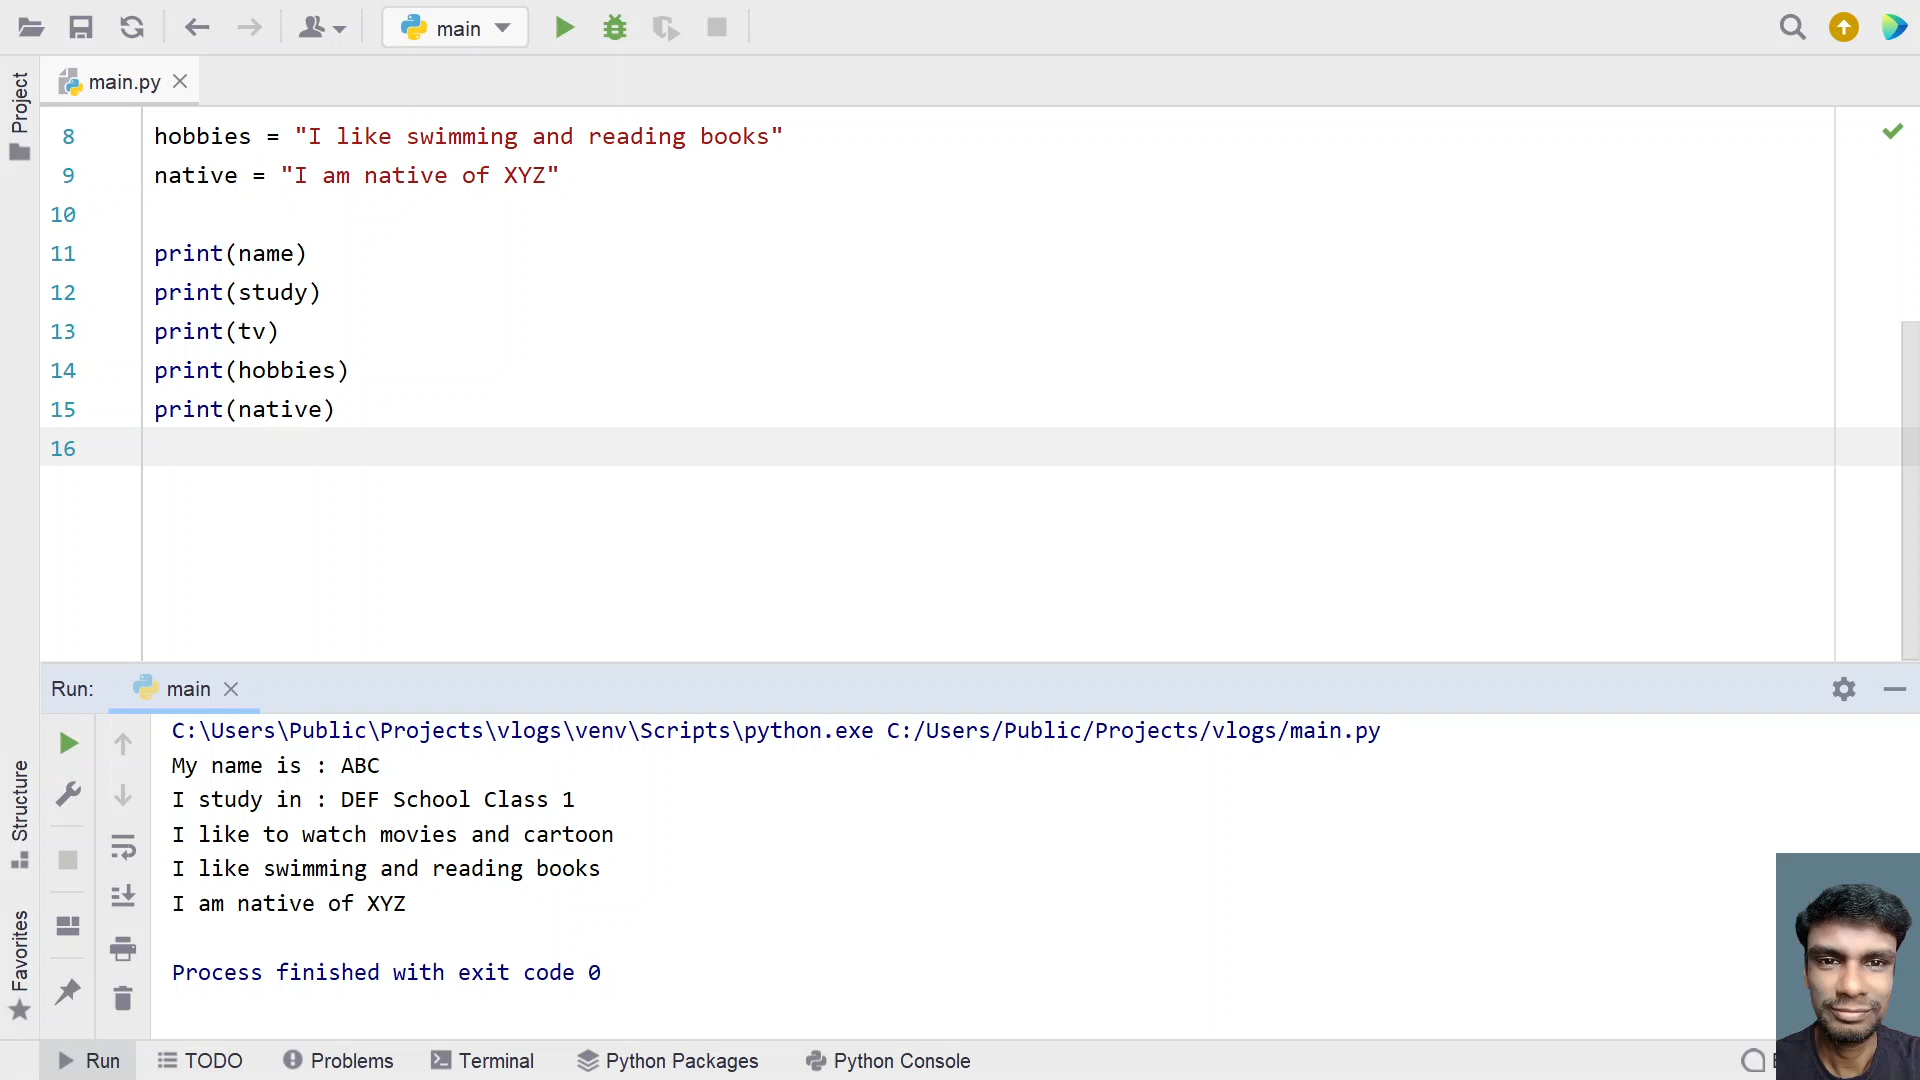 main
main.py
Project
8 hobbies = "I like swimming and reading books"
9 native = "I am native of XYZ"
10
11 print(name)
12 print(study)
13 print(tv)
14 print(hobbies)
15 print(native)
16
Run: main
C:\Users\Public\Projects\vlogs\venv\Scripts\python.exe C:/Users/Public/Projects/vlogs/main.py
My name is : ABC
I study in : DEF School Class 1
I like to watch movies and cartoon
I like swimming and reading books
I am native of XYZ
Process finished with exit code 0
Structure
Favorites
Run TODO Problems Terminal Python Packages Python Console